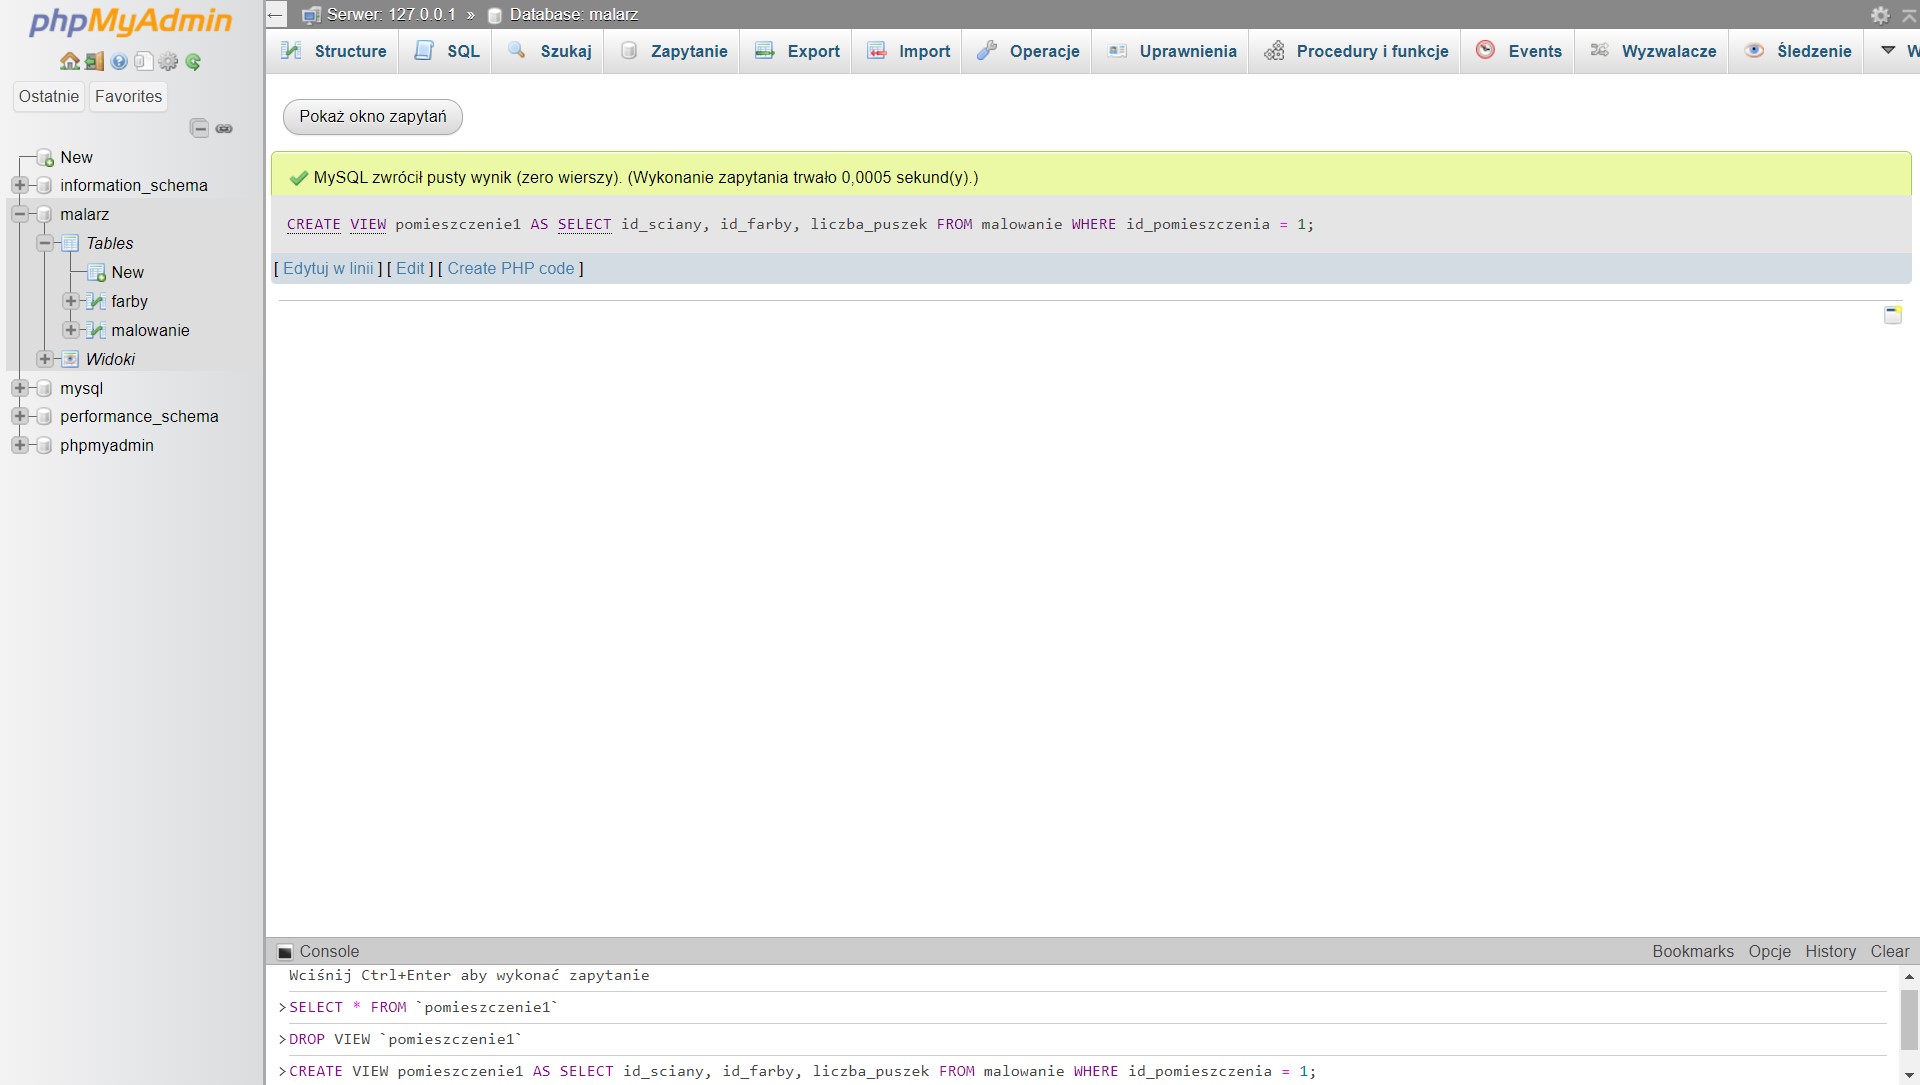 phpMyAdmin
Ostatnie Favorites
New
information_schema
malarz
Tables
New
farby
malowanie
Widoki
mysql
performance_schema
phpmyadmin
Serwer: 127.0.0.1 » Database: malarz
Structure SQL Szukaj Zapytanie Export Import Operacje Uprawnienia Procedury i funkcje Events Wyzwalacze Śledzenie W
Pokaż okno zapytań
MySQL zwrócił pusty wynik (zero wierszy). (Wykonanie zapytania trwało 0,0005 sekund(y).)
CREATE VIEW pomieszczenie1 AS SELECT id_sciany, id_farby, liczba_puszek FROM malowanie WHERE id_pomieszczenia = 1;
[ Edytuj w linii ] [ Edit ] [ Create PHP code ]
Console Bookmarks Opcje History Clear
Wciśnij Ctrl+Enter aby wykonać zapytanie
>SELECT * FROM `pomieszczenie1`
>DROP VIEW `pomieszczenie1`
>CREATE VIEW pomieszczenie1 AS SELECT id_sciany, id_farby, liczba_puszek FROM malowanie WHERE id_pomieszczenia = 1;